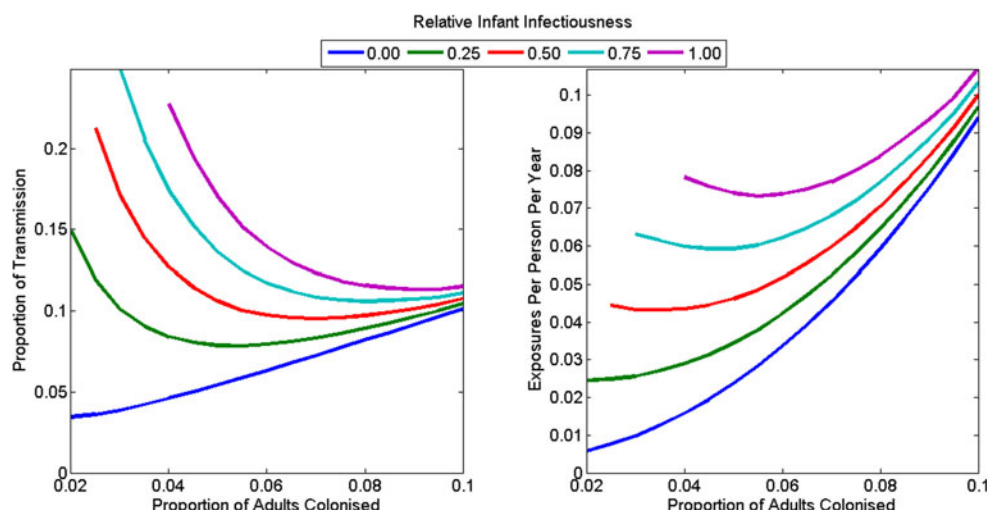 Relative Infant Infectiousness
0.00 0.25 0.50 0.75 1.00
Proportion of Transmission
0.2
0.15
0.1
0.05
0
0.02 0.04 0.06 0.08 0.1
Proportion of Adults Colonised
Exposures Per Person Per Year
0.1
0.09
0.08
0.07
0.06
0.05
0.04
0.03
0.02
0.01
0
0.02 0.04 0.06 0.08 0.1
Proportion of Adults Colonised